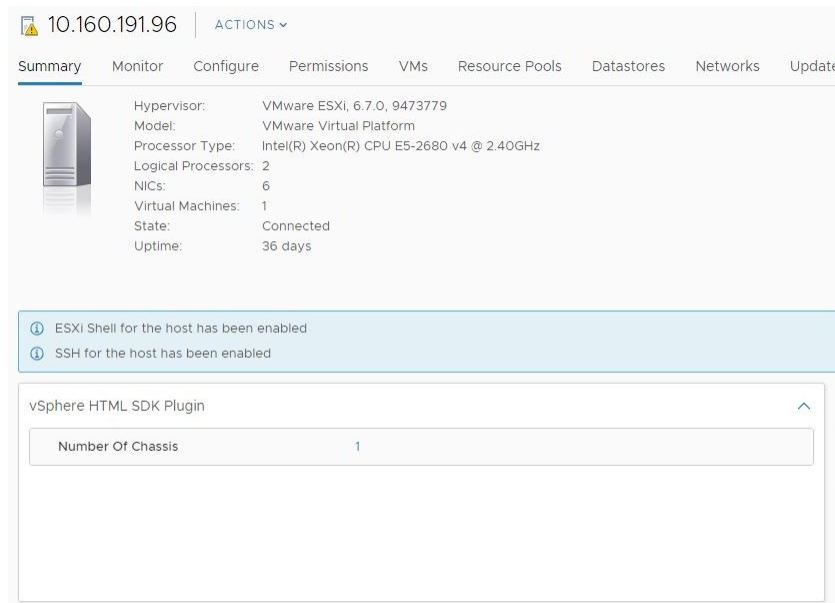 10.160.191.96 ACTIONS
Summary Monitor Configure Permissions VMs Resource Pools Datastores Networks Update
Hypervisor: VMware ESXi, 6.7.0, 9473779
Model: VMware Virtual Platform
Processor Type: Intel(R) Xeon(R) CPU E5-2680 v4 @ 2.40GHz
Logical Processors: 2
NICs: 6
Virtual Machines: 1
State: Connected
Uptime: 36 days
ESXi Shell for the host has been enabled
SSH for the host has been enabled
vSphere HTML SDK Plugin
Number Of Chassis 1